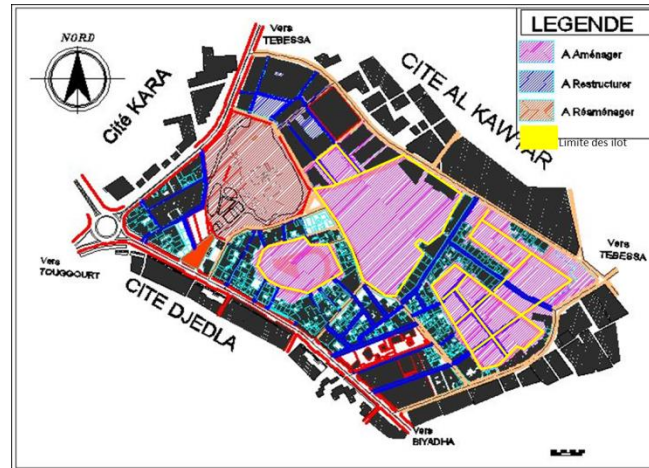 NORD
Vers
TEBESSA
Cité KARA
CITE AL KAWTAR
LEGENDE
A Aménager
A Restructurer
A Réaménager
Limite des ilot
Vers
TOUGGOURT
CITE DJEDLA
Vers
TEBESSA
Vers
BIYADHA